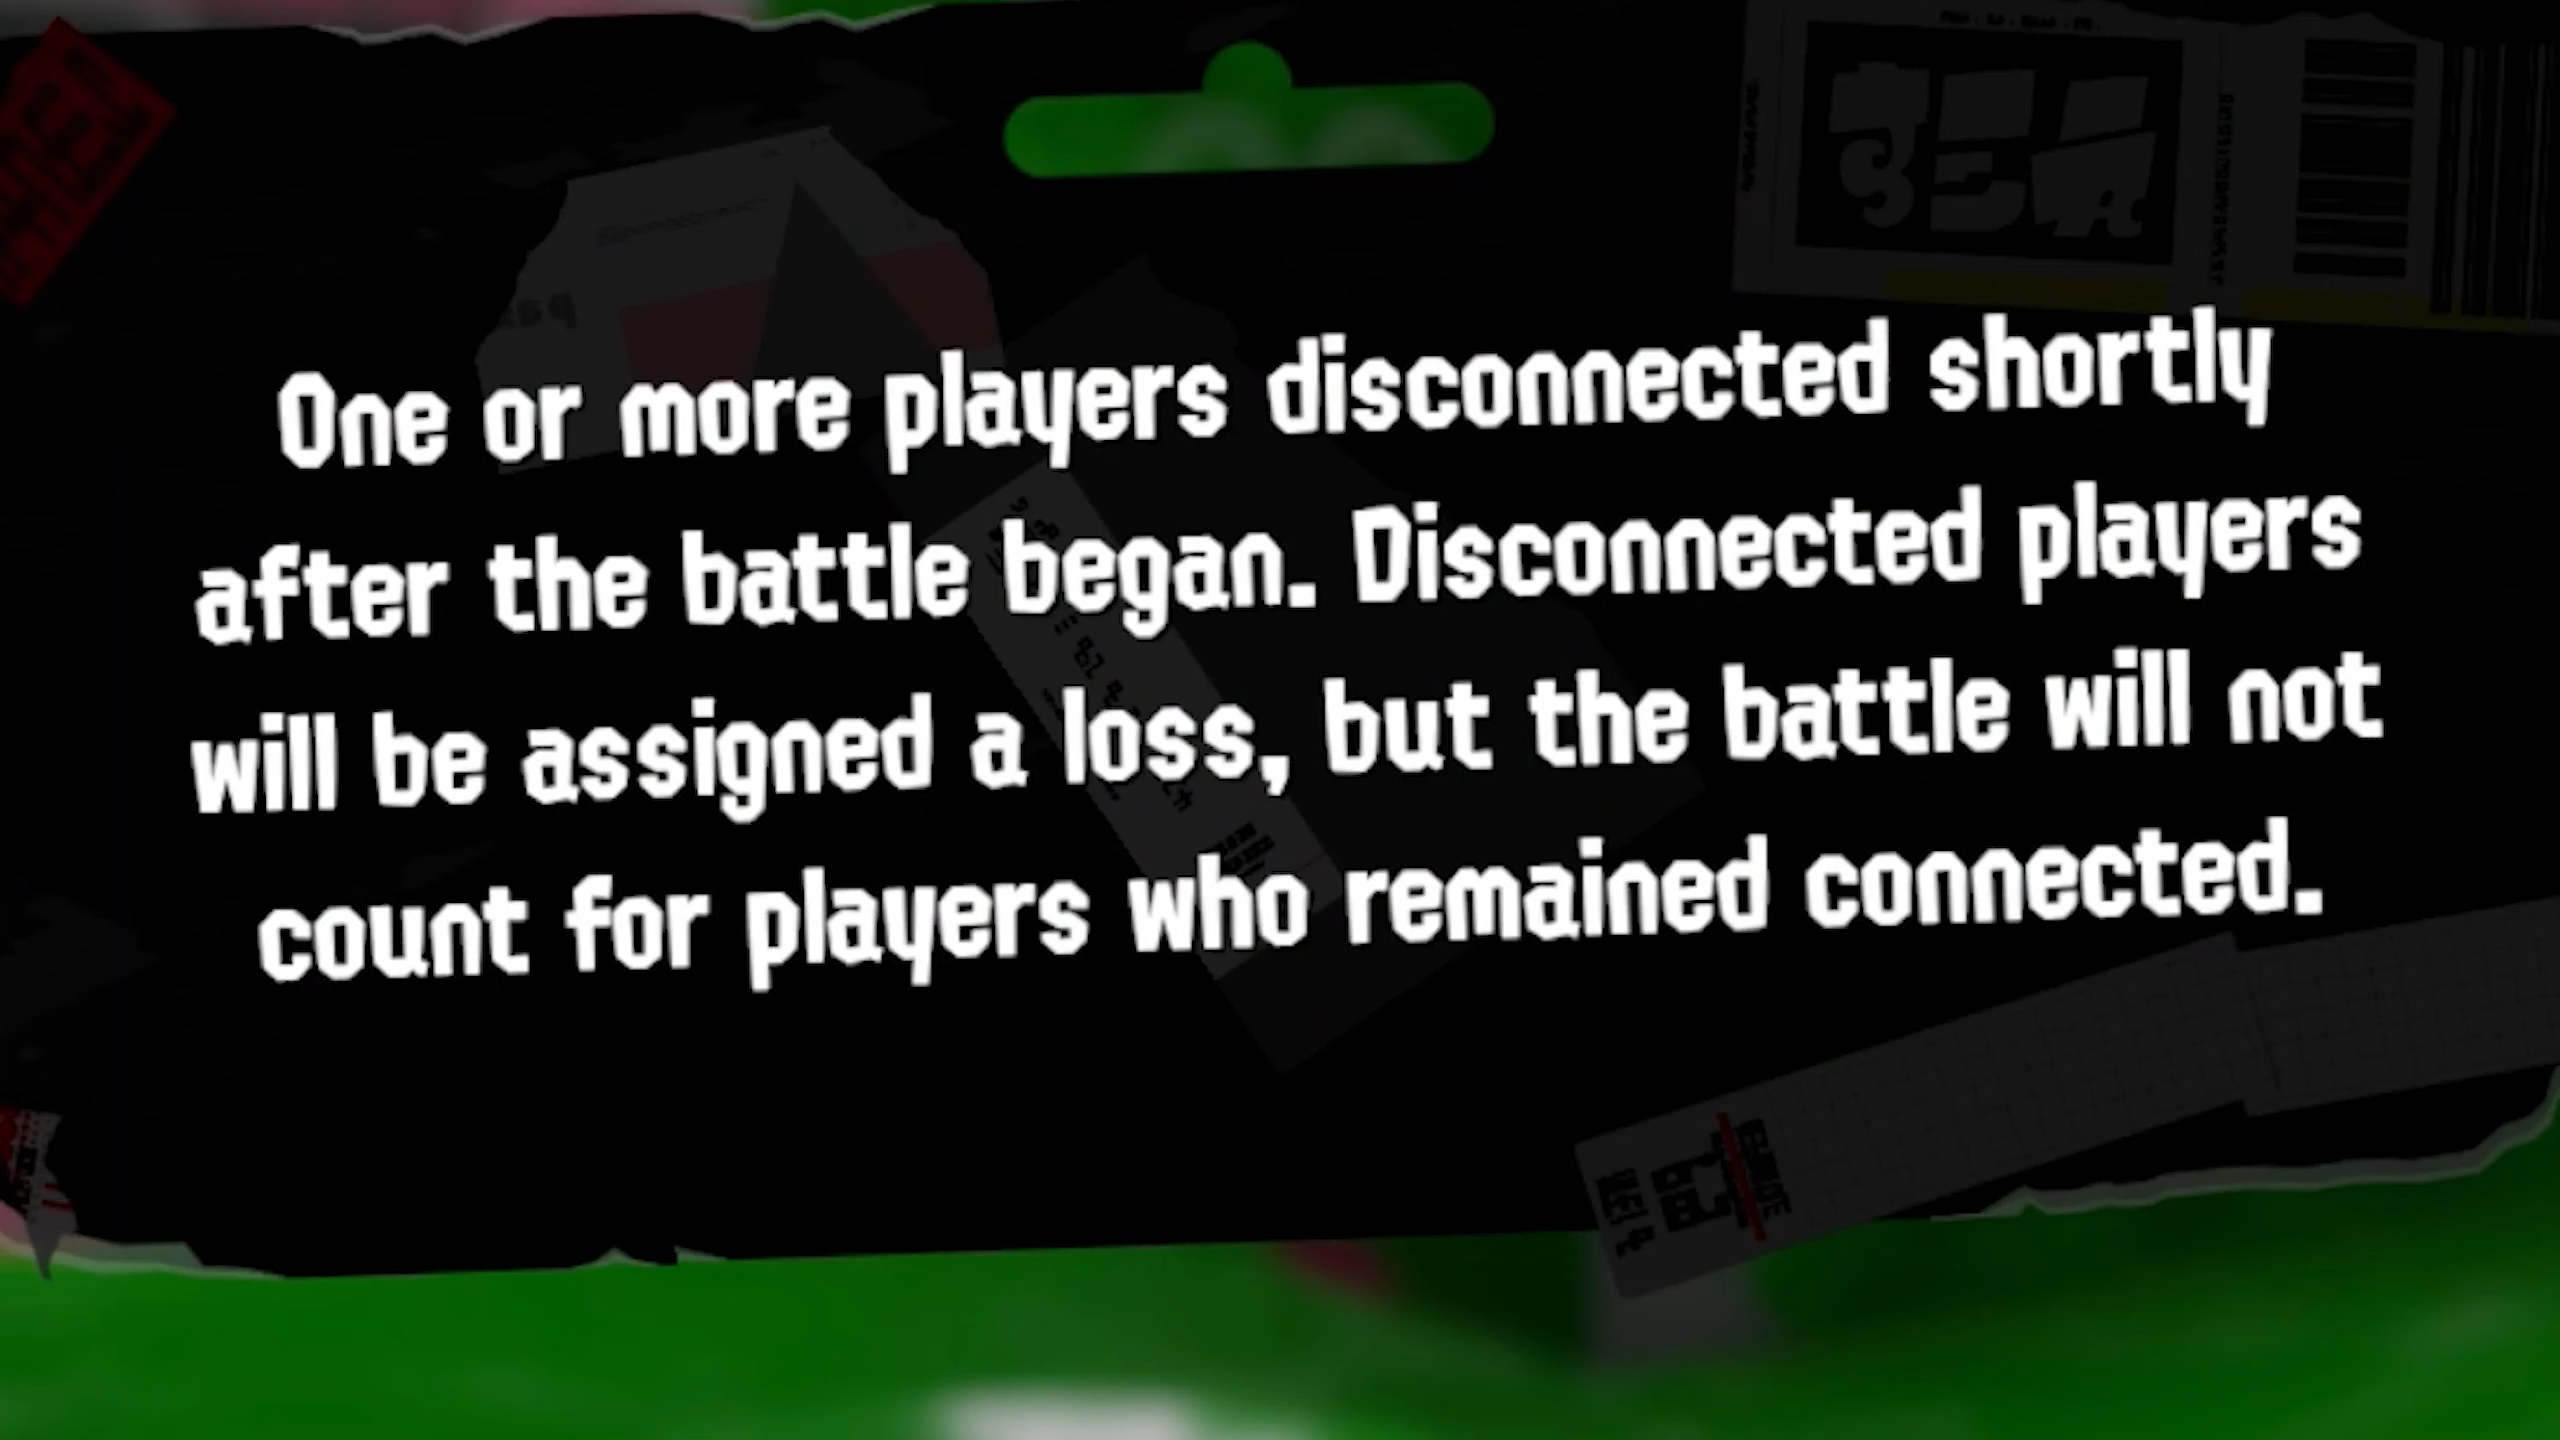 One or more players disconnected shortly
after the battle began. Disconnected players
will be assigned a loss, but the battle will not
count for players who remained connected.